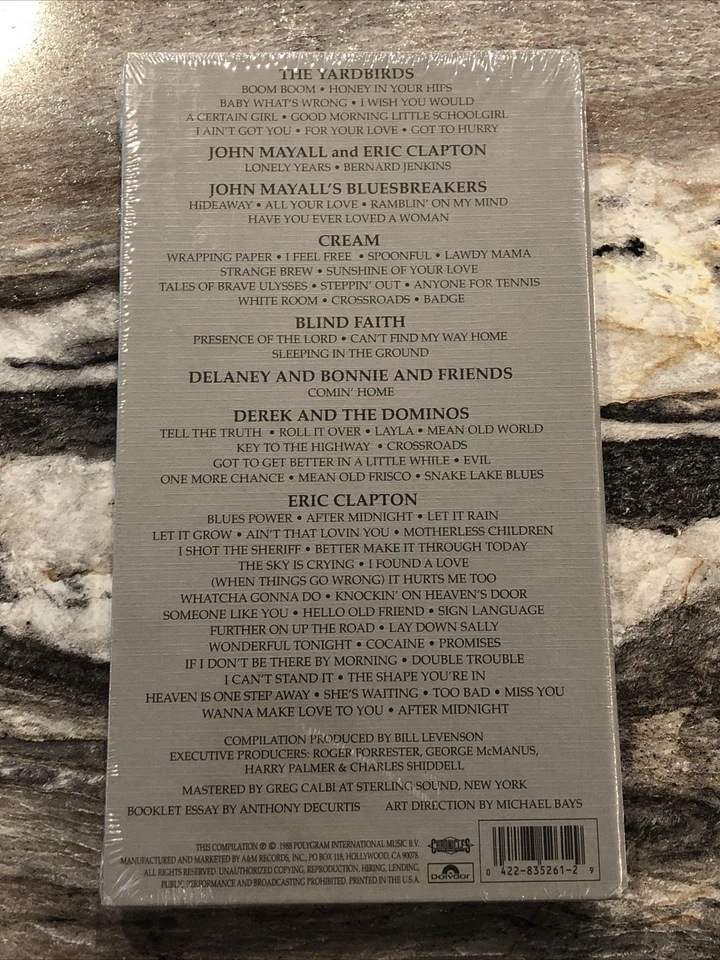 THE YARDBIRDS
BOOM BOOM • HONEY IN YOUR HIPS
BABY WHAT'S WRONG • I WISH YOU WOULD
A CERTAIN GIRL • GOOD MORNING LITTLE SCHOOLGIRL
I AIN'T GOT YOU • FOR YOUR LOVE • GOT TO HURRY
JOHN MAYALL and ERIC CLAPTON
LONELY YEARS • BERNARD JENKINS
JOHN MAYALL'S BLUESBREAKERS
HiDEAWAY • ALL YOUR LOVE • RAMBLIN' ON MY MIND
HAVE YOU EVER LOVED A WOMAN
CREAM
WRAPPING PAPER • I FEEL FREE • SPOONFUL • LAWDY MAMA
STRANGE BREW • SUNSHINE OF YOUR LOVE
TALES OF BRAVE ULYSSES • STEPPIN' OUT • ANYONE FOR TENNIS
WHITE ROOM • CROSSROADS • BADGE
BLIND FAITH
PRESENCE OF THE LORD • CAN'T FIND MY WAY HOME
SLEEPING IN THE GROUND
DELANEY AND BONNIE AND FRIENDS
COMIN' HOME
DEREK AND THE DOMINOS
TELL THE TRUTH • ROLL IT OVER • LAYLA • MEAN OLD WORLD
KEY TO THE HIGHWAY • CROSSROADS
GOT TO GET BETTER IN A LITTLE WHILE • EVIL
ONE MORE CHANCE • MEAN OLD FRISCO • SNAKE LAKE BLUES
ERIC CLAPTON
BLUES POWER • AFTER MIDNIGHT • LET IT RAIN
LET IT GROW • AIN'T THAT LOVIN YOU • MOTHERLESS CHILDREN
I SHOT THE SHERIFF • BETTER MAKE IT THROUGH TODAY
THE SKY IS CRYING • I FOUND A LOVE
(WHEN THINGS GO WRONG) IT HURTS ME TOO
WHATCHA GONNA DO • KNOCKIN' ON HEAVEN'S DOOR
SOMEONE LIKE YOU • HELLO OLD FRIEND • SIGN LANGUAGE
FURTHER ON UP THE ROAD • LAY DOWN SALLY
WONDERFUL TONIGHT • COCAINE • PROMISES
IF I DON'T BE THERE BY MORNING • DOUBLE TROUBLE
I CAN'T STAND IT • THE SHAPE YOU'RE IN
HEAVEN IS ONE STEP AWAY • SHE'S WAITING • TOO BAD • MISS YOU
WANNA MAKE LOVE TO YOU • AFTER MIDNIGHT
COMPILATION PRODUCED BY BILL LEVENSON
EXECUTIVE PRODUCERS: ROGER FORRESTER, GEORGE McMANUS,
HARRY PALMER & CHARLES SHIDDELL
MASTERED BY GREG CALBI AT STERLING SOUND, NEW YORK
BOOKLET ESSAY BY ANTHONY DECURTIS ART DIRECTION BY MICHAEL BAYS
THIS COMPILATION ℗ © 1988 POLYGRAM INTERNATIONAL MUSIC B.V.
MANUFACTURED AND MARKETED BY A&M RECORDS, INC., PO BOX 118, HOLLYWOOD, CA 90078.
ALL RIGHTS RESERVED. UNAUTHORIZED COPYING, REPRODUCTION, HIRING, LENDING,
PUBLIC PERFORMANCE AND BROADCASTING PROHIBITED. PRINTED IN THE U.S.A.
CHRONICLES
Polydor
0 422-835261-2 9